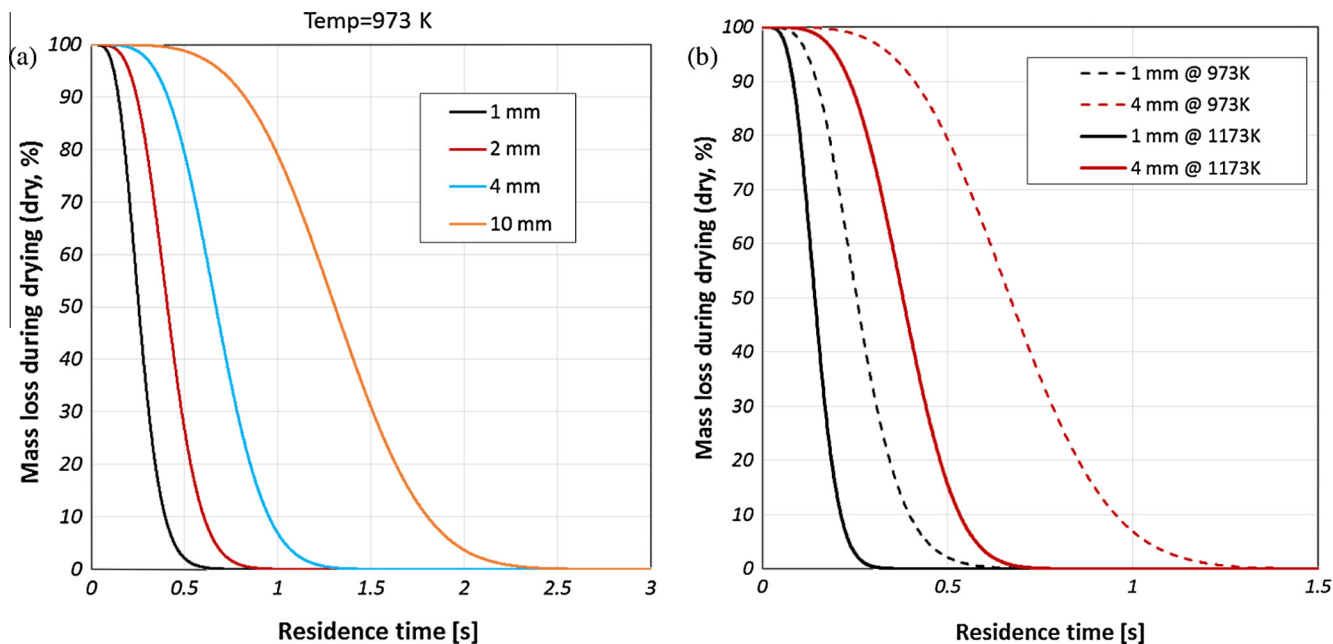 Temp=973 K
(a)
Mass loss during drying (dry, %)
100
90
80
70
60
50
40
30
20
10
0
1 mm
2 mm
4 mm
10 mm
0 0.5 1 1.5 2 2.5 3
Residence time [s]
(b)
Mass loss during drying (dry, %)
100
90
80
70
60
50
40
30
20
10
0
1 mm @ 973K
4 mm @ 973K
1 mm @ 1173K
4 mm @ 1173K
0 0.5 1 1.5
Residence time [s]